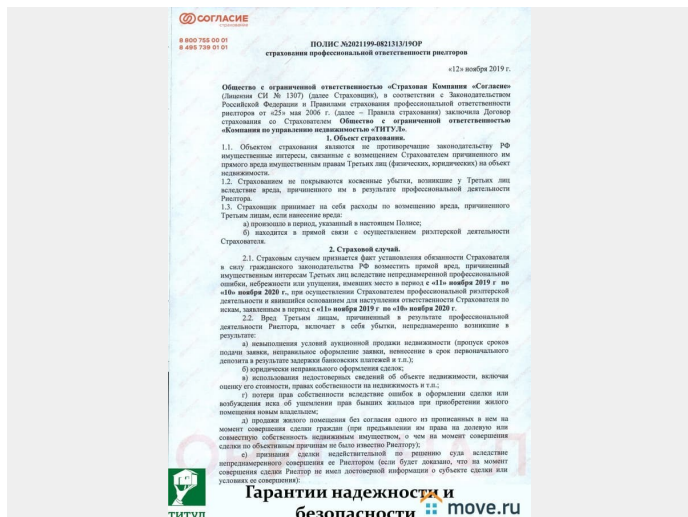 СОГЛАСИЕ
страхование
8 800 755 00 01
8 495 739 01 01
ПОЛИС №2021199-0821313/19ОР
страхования профессиональной ответственности риелторов
«12» ноября 2019 г.
Общество с ограниченной ответственностью «Страховая Компания «Согласие»
(Лицензия СИ № 1307) (далее Страховщик), в соответствии с Законодательством
Российской Федерации и Правилами страхования профессиональной ответственности
риелторов от «25» мая 2006 г. (далее – Правила страхования) заключила Договор
страхования со Страхователем Общество с ограниченной ответственностью
«Компания по управлению недвижимостью «ТИТУЛ».
1. Объект страхования.
1.1. Объектом страхования являются не противоречащие законодательству РФ
имущественные интересы, связанные с возмещением Страхователем причиненного им
прямого вреда имущественным правам Третьих лиц (физических, юридических) на объект
недвижимости.
1.2. Страхованием не покрываются косвенные убытки, возникшие у Третьих лиц
вследствие вреда, причиненного им в результате профессиональной деятельности
Риелтора.
1.3. Страховщик принимает на себя расходы по возмещению вреда, причиненного
Третьим лицам, если нанесение вреда:
а) произошло в период, указанный в настоящем Полисе;
б) находится в прямой связи с осуществлением риэлтерской деятельности
Страхователя.
2. Страховой случай.
2.1. Страховым случаем признается факт установления обязанности Страхователя
в силу гражданского законодательства РФ возместить прямой вред, причиненный
имущественным интересам Третьих лиц вследствие непреднамеренной профессиональной
ошибки, небрежности или упущения, имевших место в период с «11» ноября 2019 г по
«10» ноября 2020 г., при осуществлении Страхователем профессиональной риэлтерской
деятельности и явившийся основанием для наступления ответственности Страхователя по
искам, заявленным в период с «11» ноября 2019 г по «10» ноября 2020 г.
2.2. Вред Третьим лицам, причиненный в результате профессиональной
деятельности Риелтора, включает в себя убытки, непреднамеренно возникшие в
результате:
а) невыполнения условий аукционной продажи недвижимости (пропуск сроков
подачи заявки, неправильное оформление заявки, невнесение в срок первоначального
депозита в результате задержки банковских платежей и т.п.);
б) юридически неправильного оформления сделок;
в) использования недостоверных сведений об объекте недвижимости, включая
оценку его стоимости, правах собственности на недвижимость и т.п.;
г) потери прав собственности вследствие ошибок в оформлении сделки или
возбуждения иска об ущемлении прав бывших жильцов при приобретении жилого
помещения новым владельцем;
д) продажи жилого помещения без согласия одного из прописанных в нем на
момент совершения сделки граждан (при предъявлении им права на долевую или
совместную собственность недвижимым имуществом, о чем на момент совершения
сделки по объективным причинам не было известно Риелтору);
е) признания сделки недействительной по решению суда вследствие
непреднамеренного совершения ее Риелтором (если будет доказано, что на момент
совершения сделки Риелтор не имел достоверной информации о субъекте сделки или
условиях ее совершения):
Гарантии надежности и
безопасности
ТИТУЛ
move.ru